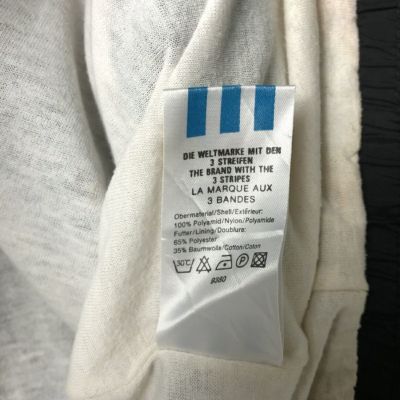 DIE WELTMARKE MIT DEN
3 STREIFEN
THE BRAND WITH THE
3 STRIPES
LA MARQUE AUX
3 BANDES
Obermaterial/Shell/Extérieur:
100% Polyamid/Nylon/Polyamide
Futter/Lining/Doublura:
65% Polyester
35% Baumwolle/Cotton/Coton
30°C
9380